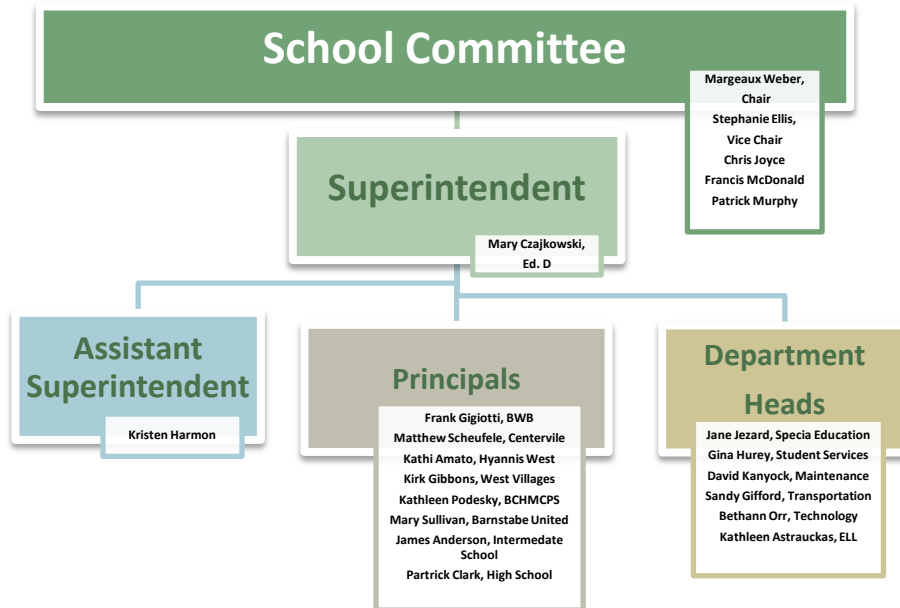 School Committee
Margeaux Weber,
Chair
Stephanie Ellis,
Vice Chair
Chris Joyce
Francis McDonald
Patrick Murphy
Superintendent
Mary Czajkowski,
Ed. D
Assistant
Superintendent
Kristen Harmon
Principals
Frank Gigiotti, BWB
Matthew Scheufele, Centervile
Kathi Amato, Hyannis West
Kirk Gibbons, West Villages
Kathleen Podesky, BCHMCPS
Mary Sullivan, Barnstabe United
James Anderson, Intermedate
School
Partrick Clark, High School
Department
Heads
Jane Jezard, Specia Education
Gina Hurey, Student Services
David Kanyock, Maintenance
Sandy Gifford, Transportation
Bethann Orr, Technology
Kathleen Astrauckas, ELL